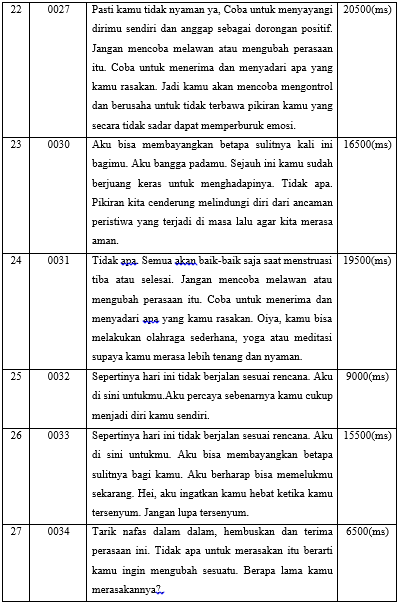 22 0027 Pasti kamu tidak nyaman ya, Coba untuk menyayangi 20500(ms)
dirimu sendiri dan anggap sebagai dorongan positif.
Jangan mencoba melawan atau mengubah perasaan
itu. Coba untuk menerima dan menyadari apa yang
kamu rasakan. Jadi kamu akan mencoba mengontrol
dan berusaha untuk tidak terbawa pikiran kamu yang
secara tidak sadar dapat memperburuk emosi.
23 0030 Aku bisa membayangkan betapa sulitnya kali ini 16500(ms)
bagimu. Aku bangga padamu. Sejauh ini kamu sudah
berjuang keras untuk menghadapinya. Tidak apa.
Pikiran kita cenderung melindungi diri dari ancaman
peristiwa yang terjadi di masa lalu agar kita merasa
aman.
24 0031 Tidak apa. Semua akan baik-baik saja saat menstruasi 19500(ms)
tiba atau selesai. Jangan mencoba melawan atau
mengubah perasaan itu. Coba untuk menerima dan
menyadari apa yang kamu rasakan. Oiya, kamu bisa
melakukan olahraga sederhana, yoga atau meditasi
supaya kamu merasa lebih tenang dan nyaman.
25 0032 Sepertinya hari ini tidak berjalan sesuai rencana. Aku 9000(ms)
di sini untukmu.Aku percaya sebenarnya kamu cukup
menjadi diri kamu sendiri.
26 0033 Sepertinya hari ini tidak berjalan sesuai rencana. Aku 15500(ms)
di sini untukmu. Aku bisa membayangkan betapa
sulitnya bagi kamu. Aku berharap bisa memelukmu
sekarang. Hei, aku ingatkan kamu hebat ketika kamu
tersenyum. Jangan lupa tersenyum.
27 0034 Tarik nafas dalam dalam, hembuskan dan terima 6500(ms)
perasaan ini. Tidak apa untuk merasakan itu berarti
kamu ingin mengubah sesuatu. Berapa lama kamu
merasakannya?